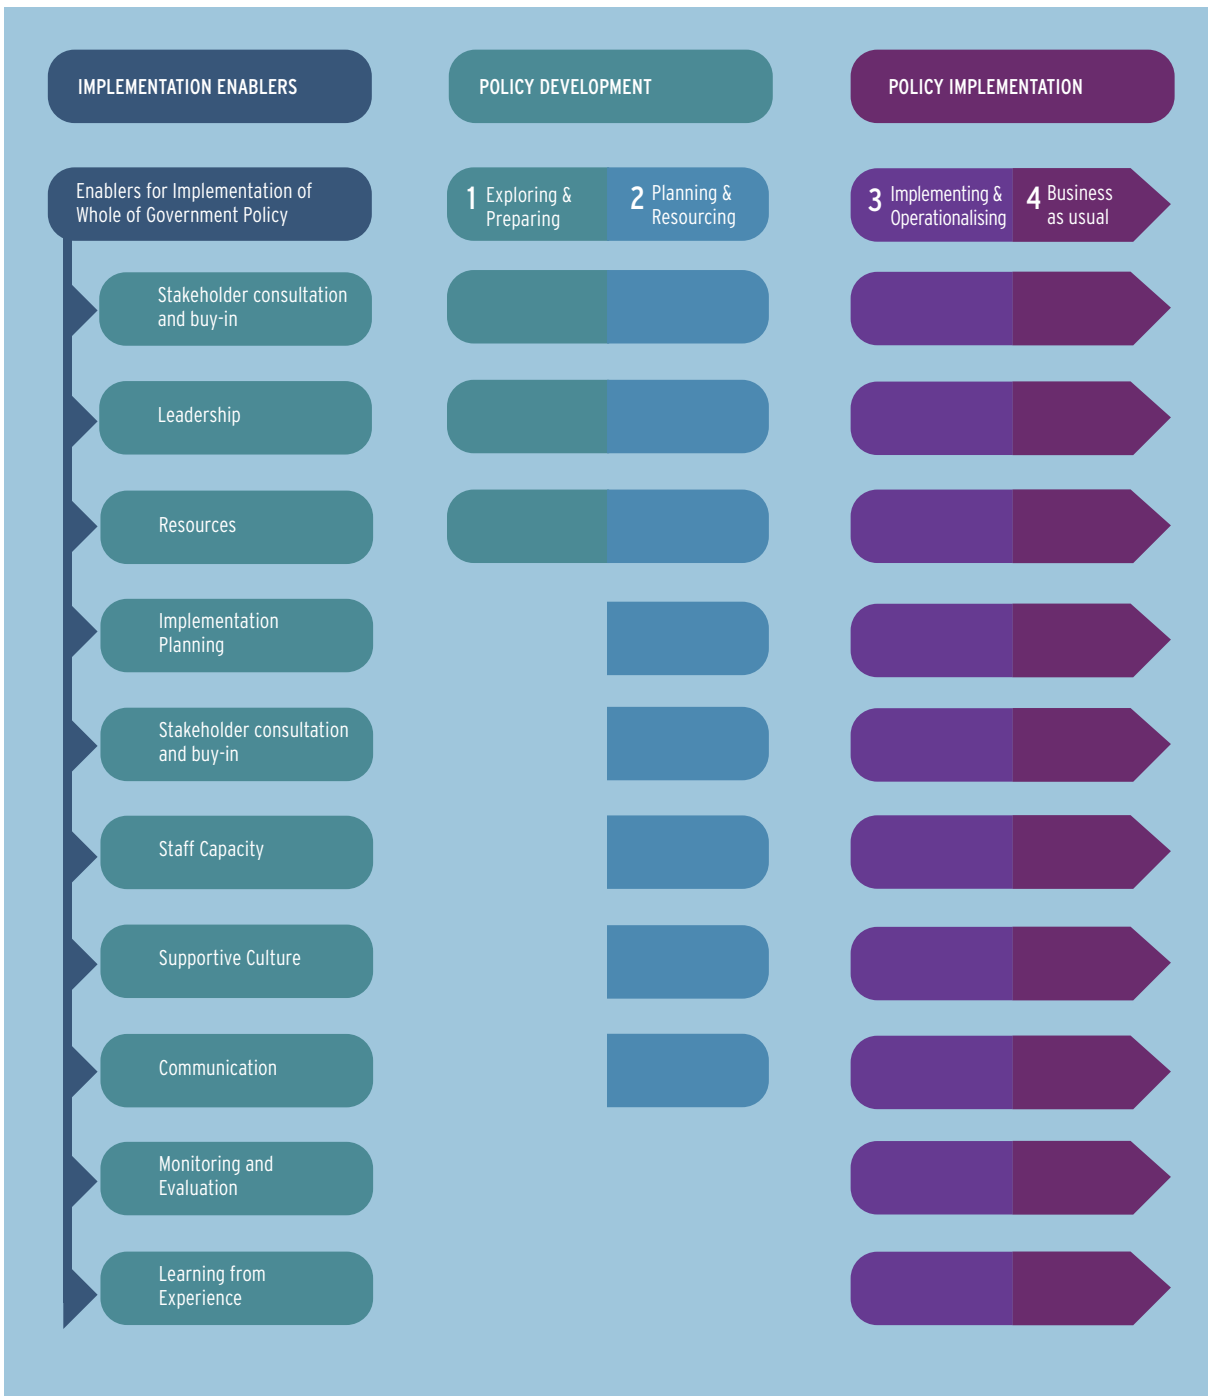 IMPLEMENTATION ENABLERS
POLICY DEVELOPMENT
POLICY IMPLEMENTATION
Enablers for Implementation of
Whole of Government Policy
1 Exploring &
Preparing
2 Planning &
Resourcing
3 Implementing &
Operationalising
4 Business
as usual
Stakeholder consultation
and buy-in
Leadership
Resources
Implementation
Planning
Stakeholder consultation
and buy-in
Staff Capacity
Supportive Culture
Communication
Monitoring and
Evaluation
Learning from
Experience